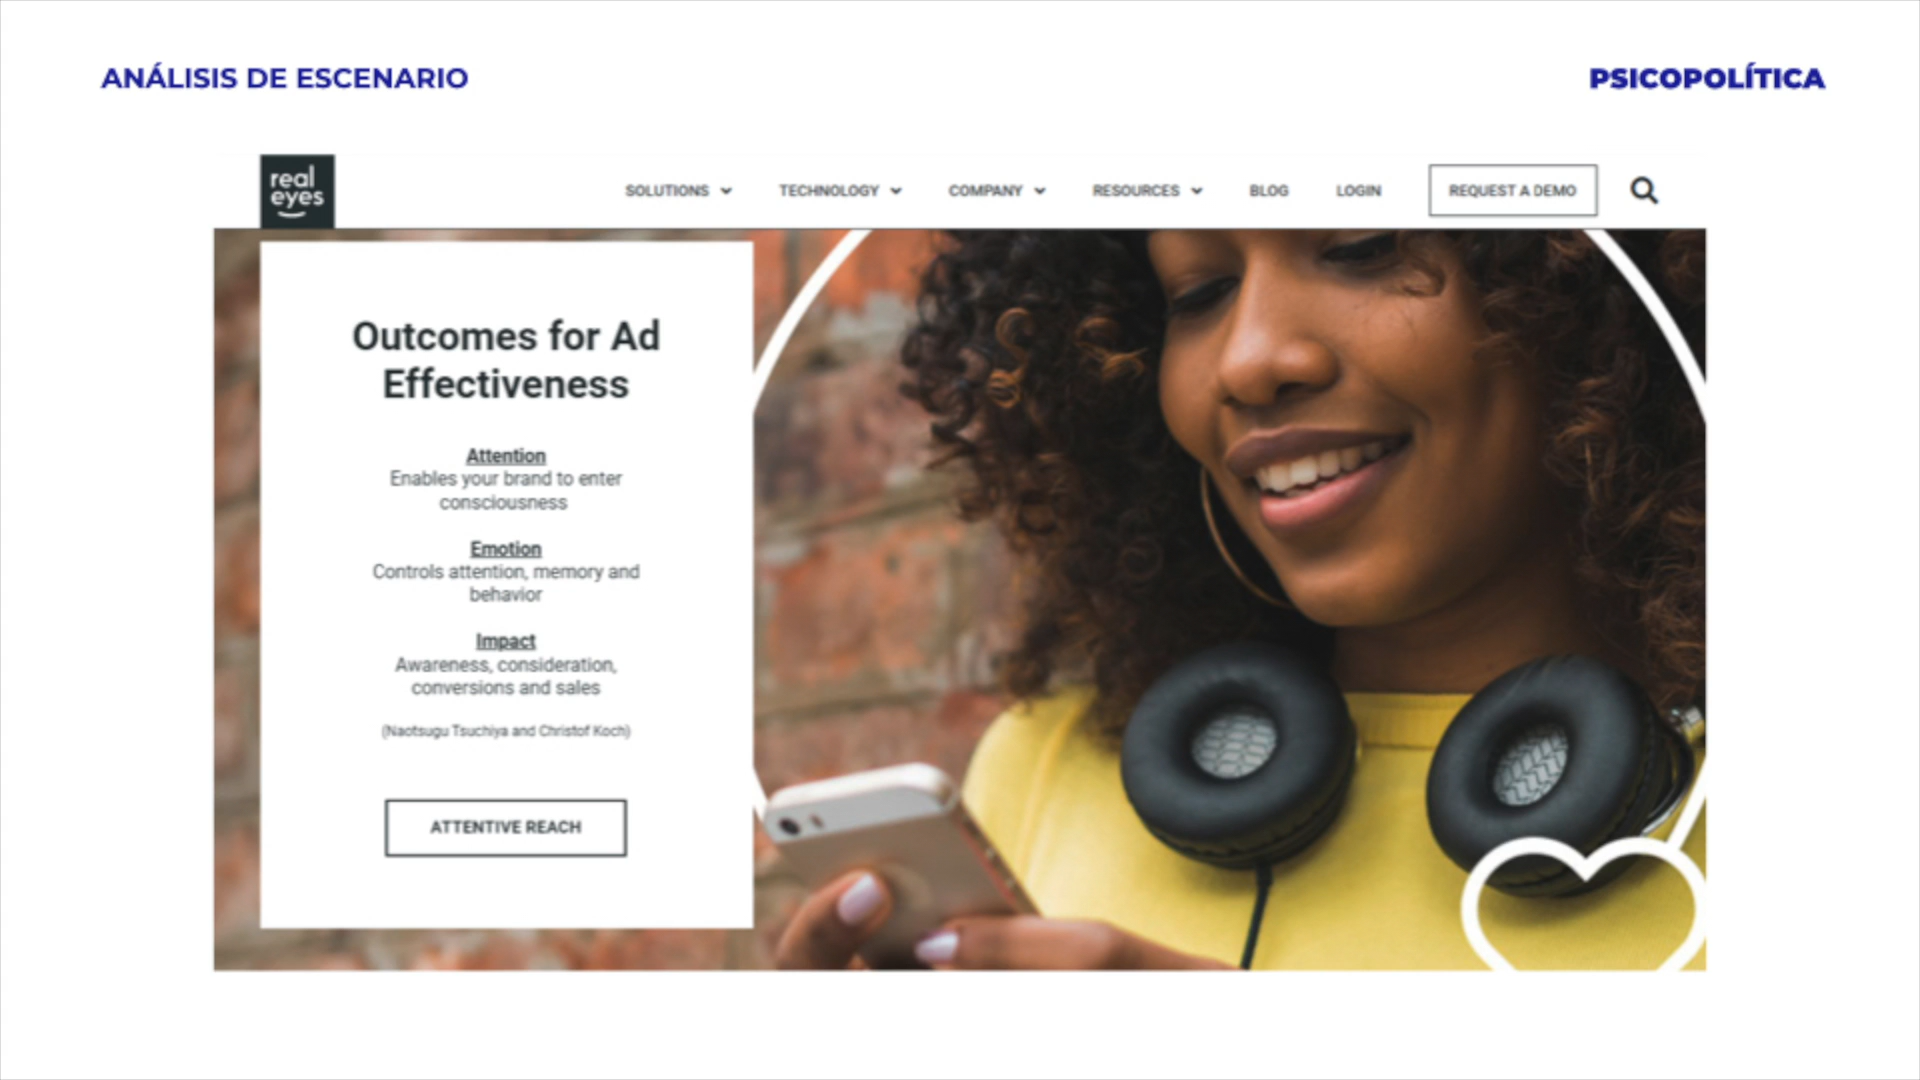 ANÁLISIS DE ESCENARIO
PSICOPOLÍTICA
real
eyes
SOLUTIONS
TECHNOLOGY
COMPANY
RESOURCES
BLOG
LOGIN
REQUEST A DEMO
Outcomes for Ad
Effectiveness
Attention
Enables your brand to enter
consciousness
Emotion
Controls attention, memory and
behavior
Impact
Awareness, consideration,
conversions and sales
(Naotsugu Tsuchiya and Christof Koch)
ATTENTIVE REACH